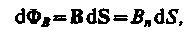 dΦ_B = B dS = B_n dS,